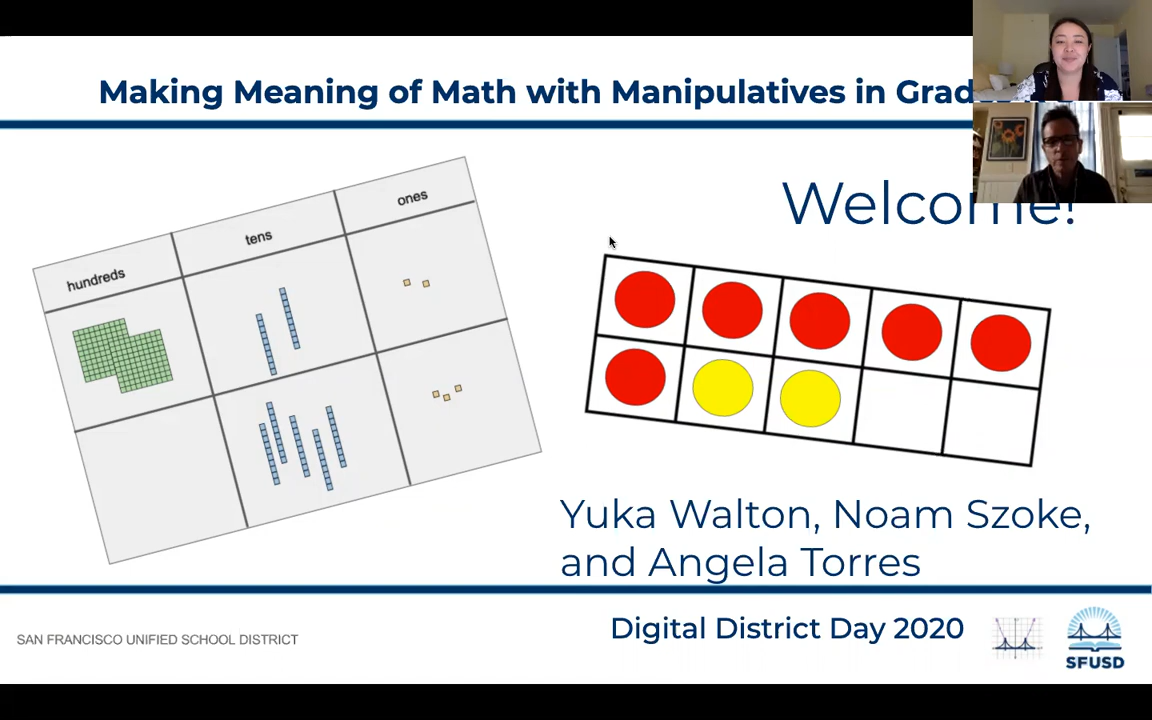 Making Meaning of Math with Manipulatives in Grad
Welcome!
hundreds
tens
ones
Yuka Walton, Noam Szoke,
and Angela Torres
SAN FRANCISCO UNIFIED SCHOOL DISTRICT
Digital District Day 2020
SFUSD